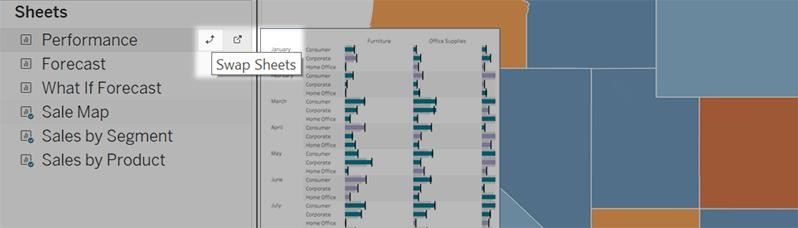 Sheets
Performance
Forecast
What If Forecast
Sale Map
Sales by Segment
Sales by Product
Swap Sheets
Furniture Office Supplies
January Consumer
Corporate
Home Office
February Consumer
Corporate
Home Office
March Consumer
Corporate
Home Office
April Consumer
Corporate
Home Office
May Consumer
Corporate
Home Office
June Consumer
Corporate
Home Office
July Consumer
Corporate